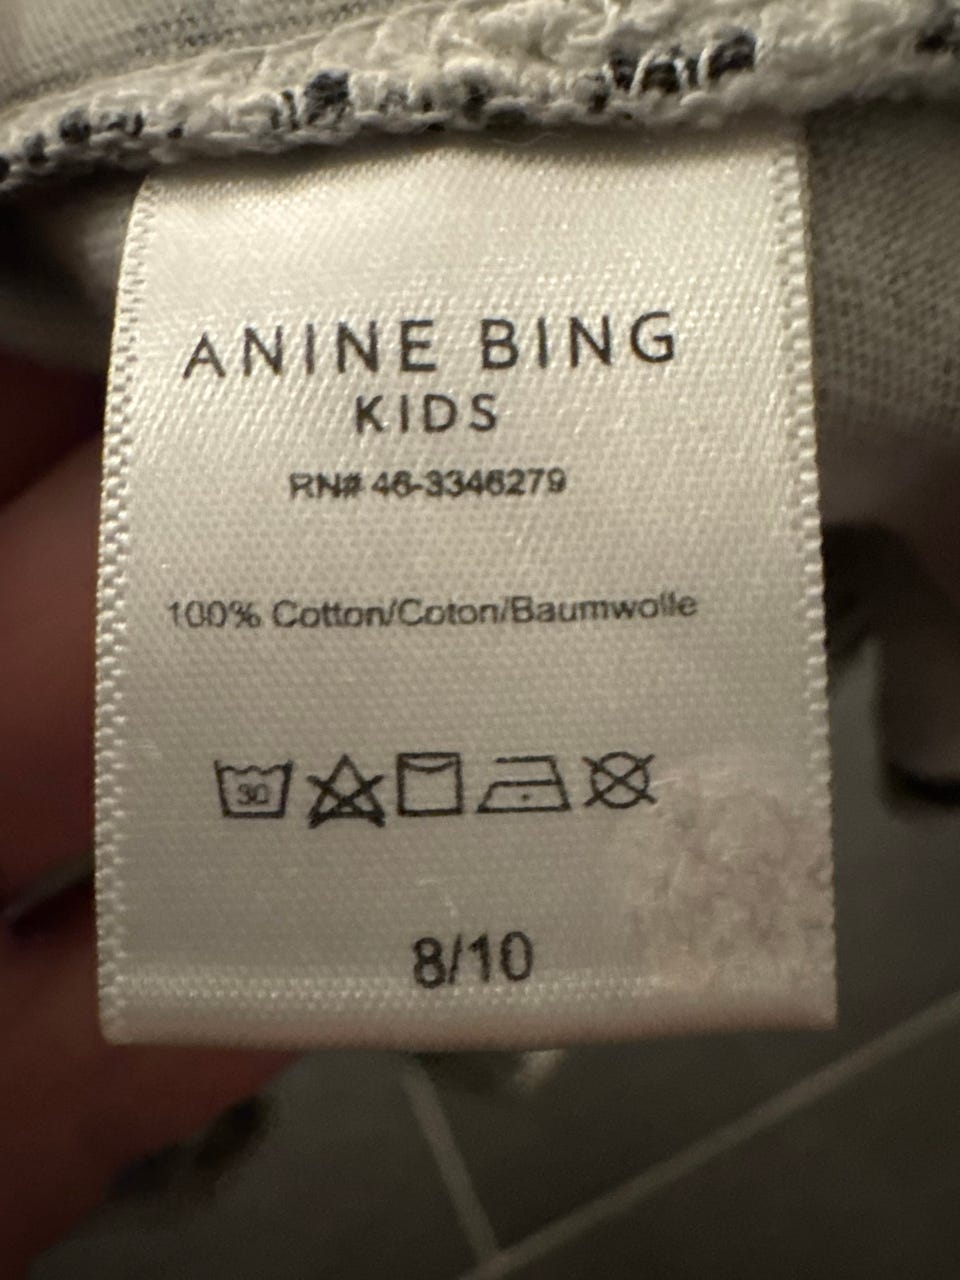 ANINE BING
KIDS
RN# 46-3346279
100% Cotton/Coton/Baumwolle
30
8/10